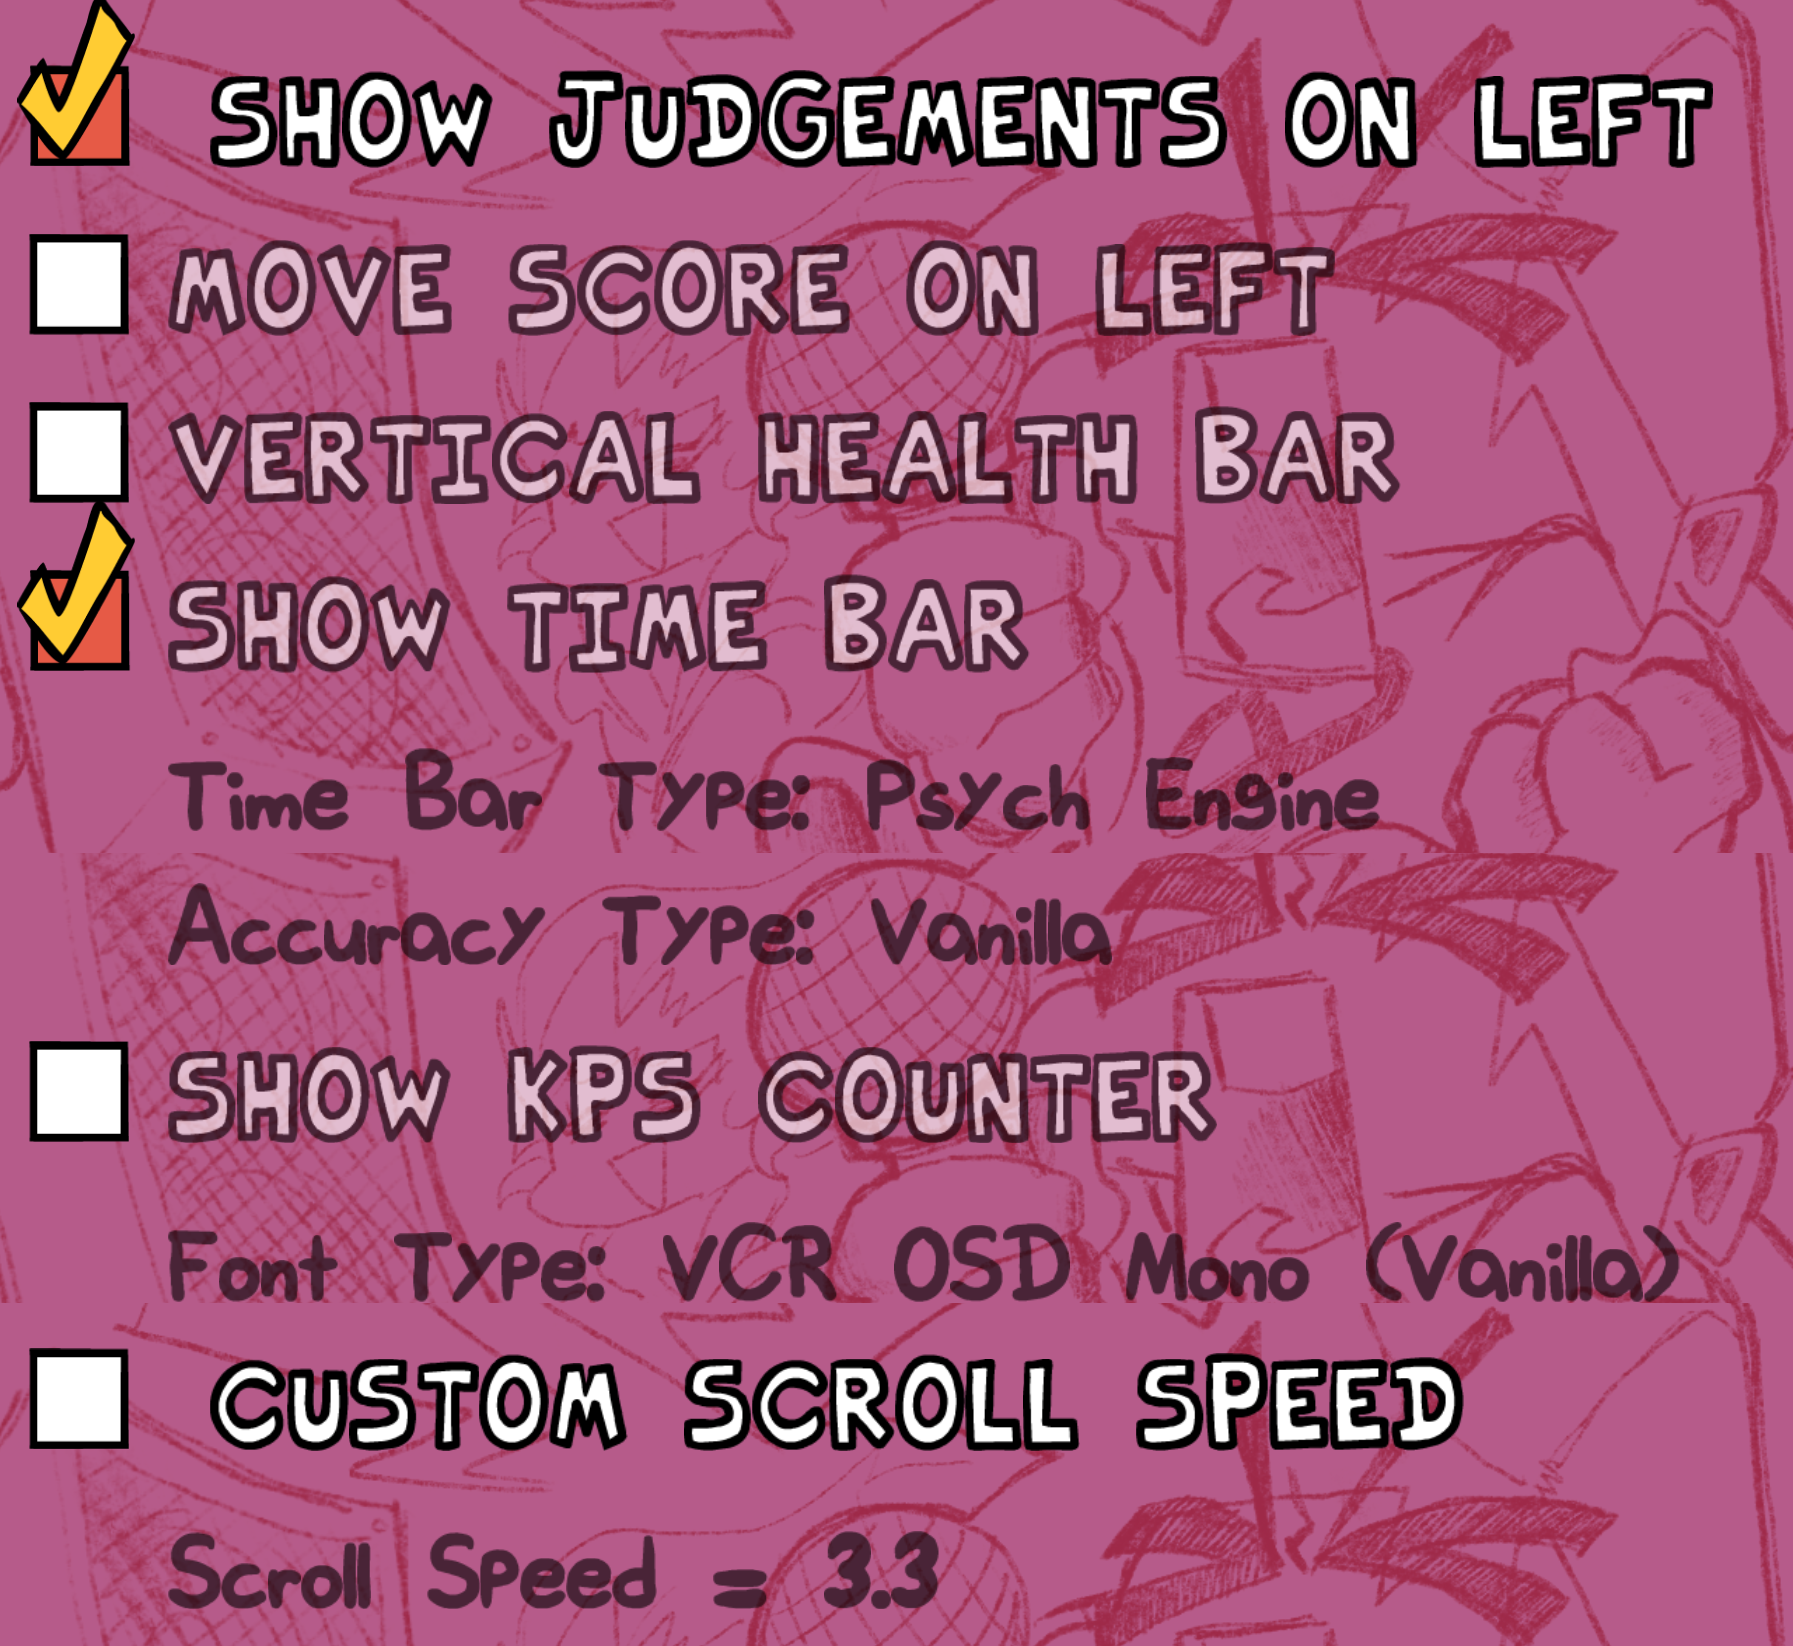 SHOW JUDGEMENTS ON LEFT
MOVE SCORE ON LEFT
VERTICAL HEALTH BAR
SHOW TIME BAR
Time Bar Type: Psych Engine
Accuracy Type: Vanilla
SHOW KPS COUNTER
Font Type: VCR OSD Mono (Vanilla)
CUSTOM SCROLL SPEED
Scroll Speed = 3.3